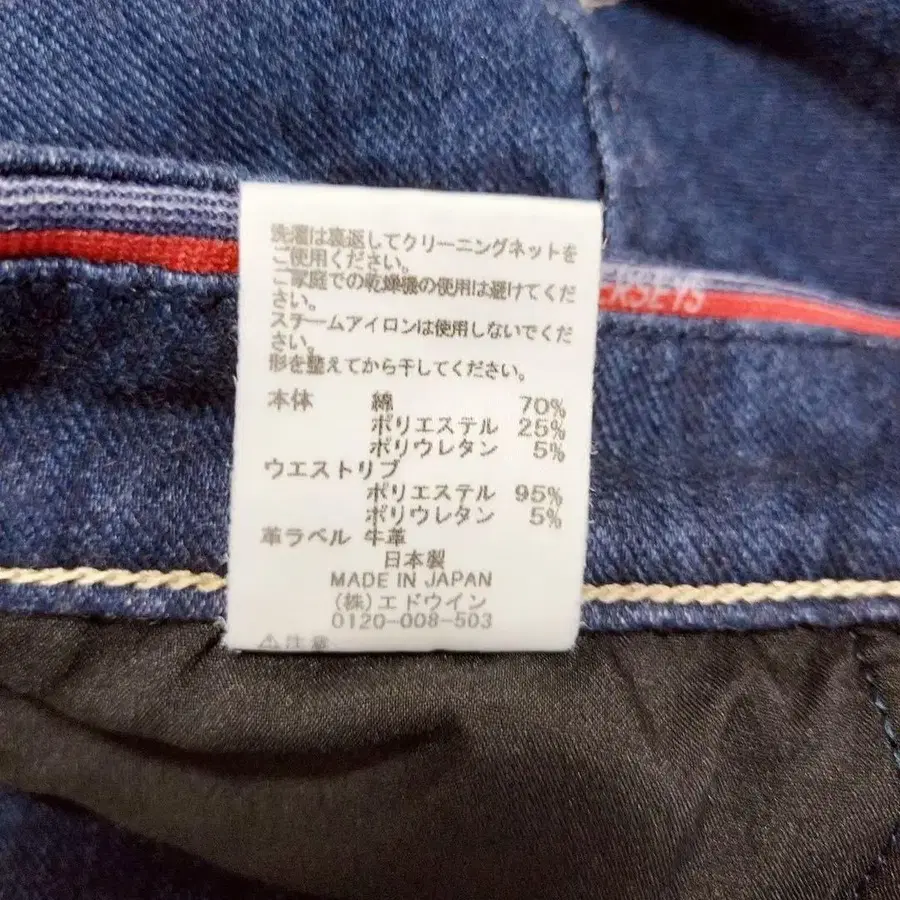 洗濯は裏返してクリーニングネットを
ご使用ください。
ご家庭での乾燥機の使用は避けてくだ
さい。
スチームアイロンは使用しないでくだ
さい。
形を整えてから干してください。
本体 綿 70%
ポリエステル 25%
ポリウレタン 5%
ウエストリブ
ポリエステル 95%
ポリウレタン 5%
革ラベル 牛革
日本製
MADE IN JAPAN
(株)エドウイン
0120-008-503
⚠注意
ERSEYS